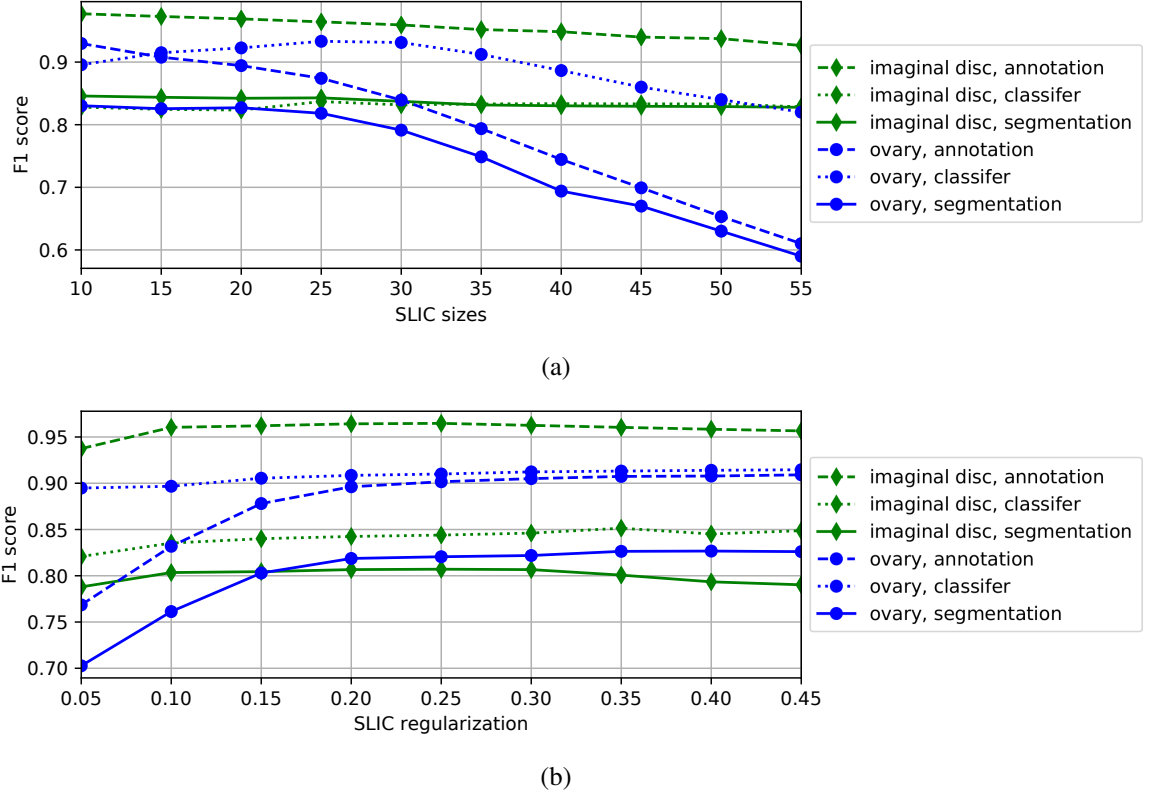 0.9
0.8
0.7
0.6
F1 score
10 15 20 25 30 35 40 45 50 55
SLIC sizes
imaginal disc, annotation
imaginal disc, classifer
imaginal disc, segmentation
ovary, annotation
ovary, classifer
ovary, segmentation
(a)
0.95
0.90
0.85
0.80
0.75
0.70
F1 score
0.05 0.10 0.15 0.20 0.25 0.30 0.35 0.40 0.45
SLIC regularization
imaginal disc, annotation
imaginal disc, classifer
imaginal disc, segmentation
ovary, annotation
ovary, classifer
ovary, segmentation
(b)